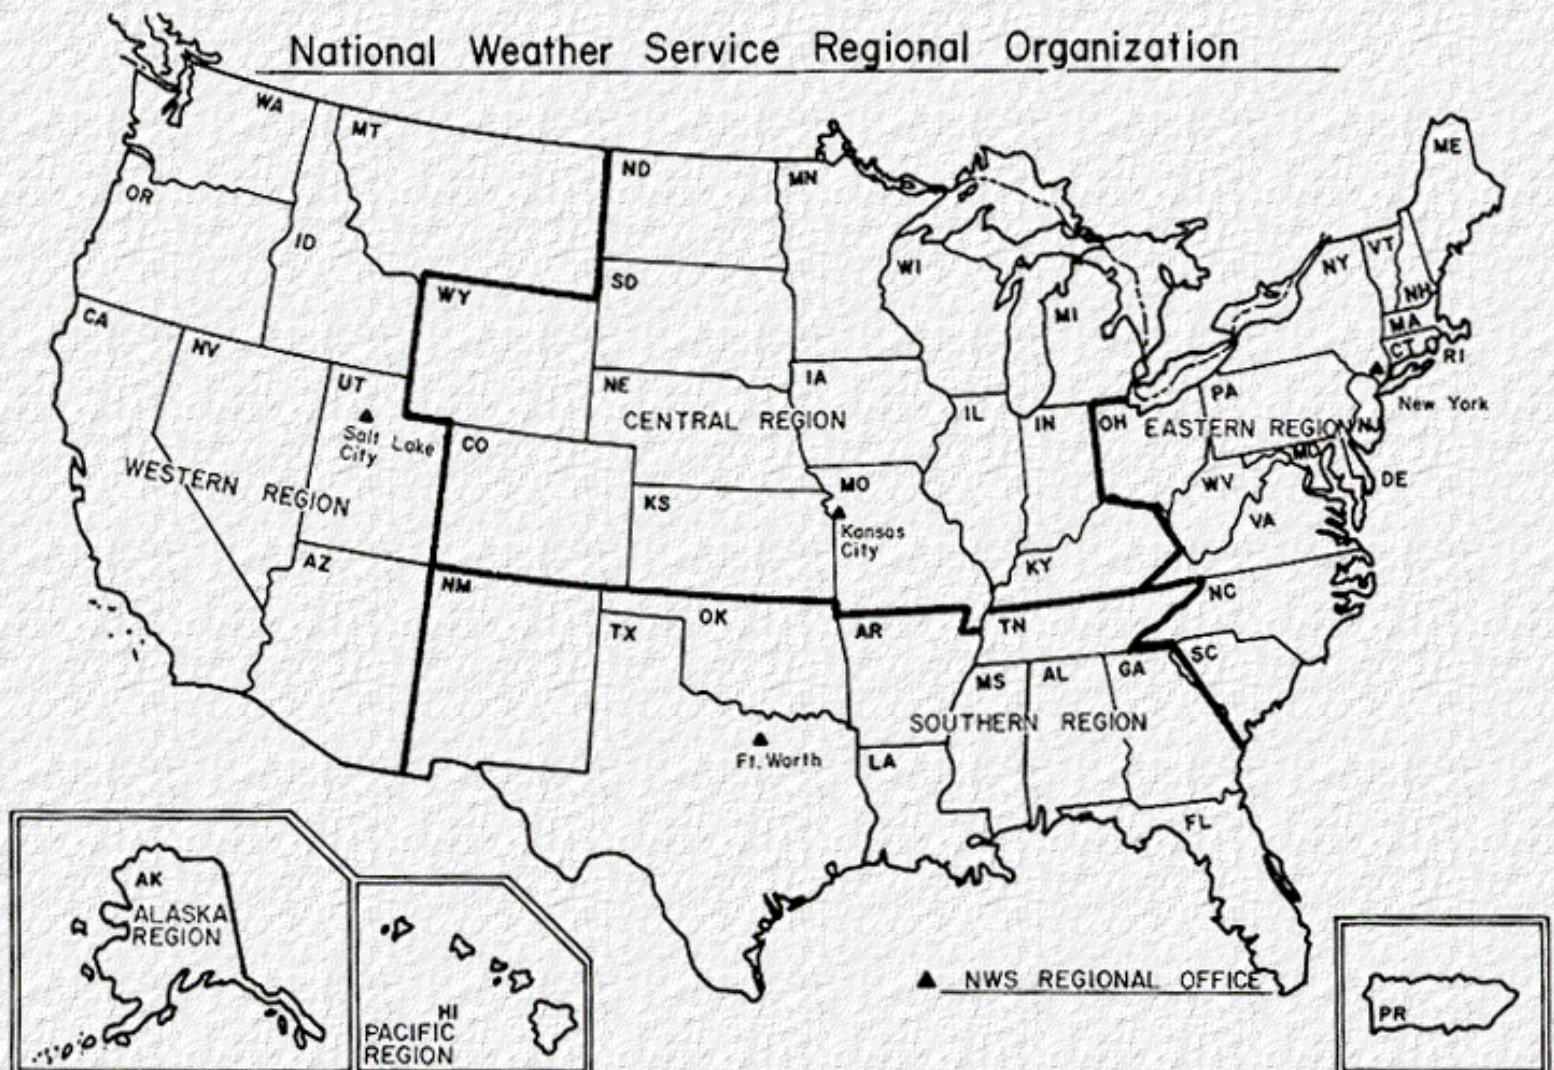 National Weather Service Regional Organization
WA
MT
ND
MN
ME
OR
ID
WY
SD
WI
MI
NY
VT
NH
MA
CT
RI
CA
NV
UT
NE
IA
IL
IN
OH
PA
NJ
New York
CENTRAL REGION
EASTERN REGION
Salt Lake
City
CO
WESTERN REGION
KS
MO
Kansas
City
WV
MD
DE
VA
KY
AZ
NM
OK
TX
AR
TN
NC
SC
MS
AL
GA
SOUTHERN REGION
Ft. Worth
LA
FL
AK
ALASKA
REGION
HI
PACIFIC
REGION
▲ NWS REGIONAL OFFICE
PR